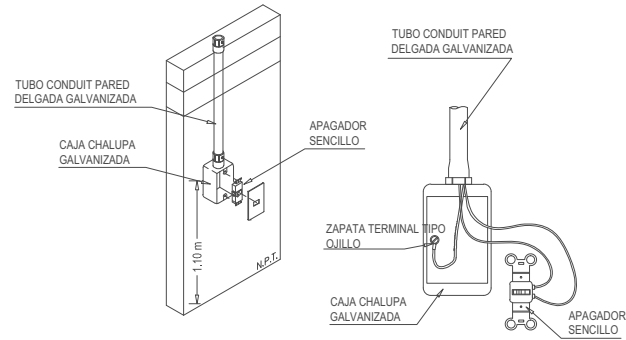 TUBO CONDUIT PARED
DELGADA GALVANIZADA
CAJA CHALUPA
GALVANIZADA
APAGADOR
SENCILLO
1,10 m
N.P.T.
TUBO CONDUIT PARED
DELGADA GALVANIZADA
ZAPATA TERMINAL TIPO
OJILLO
CAJA CHALUPA
GALVANIZADA
APAGADOR
SENCILLO